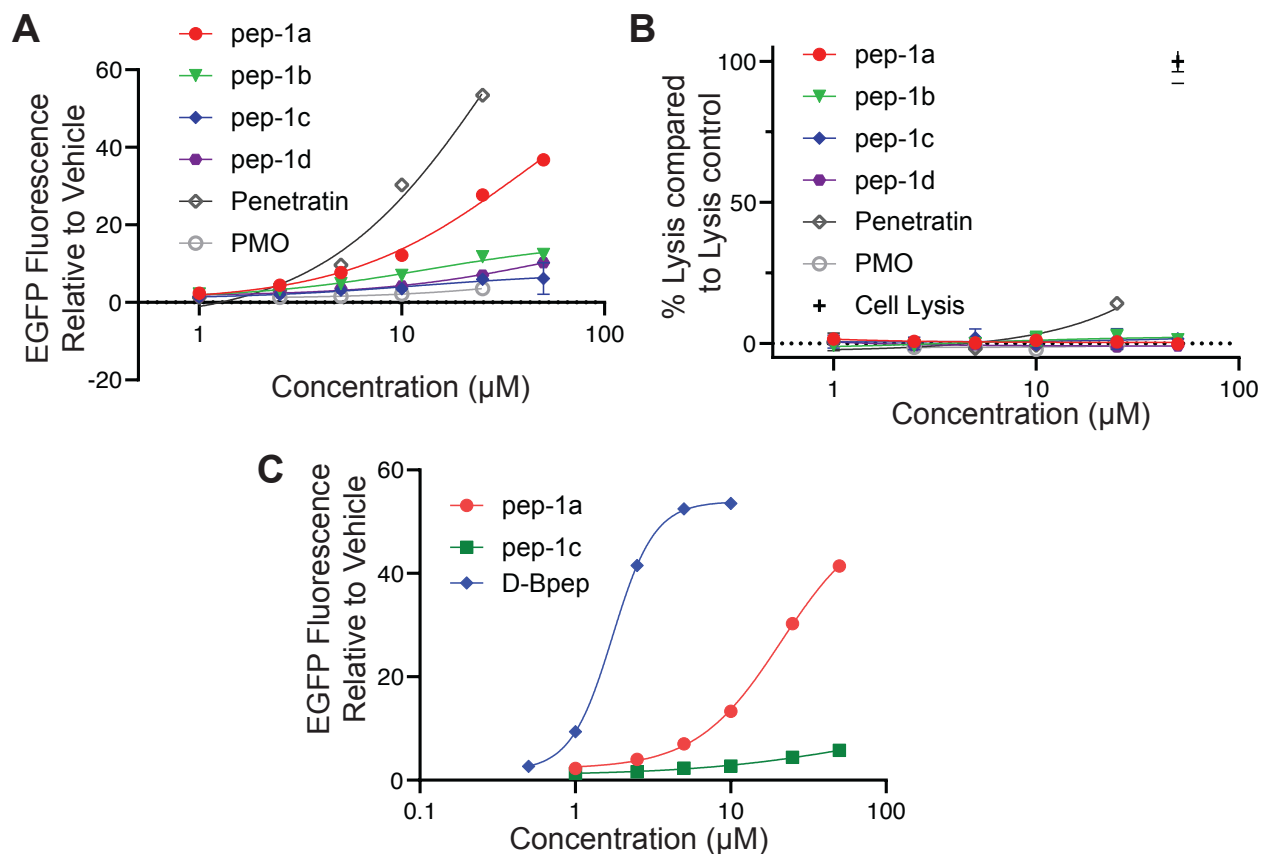 A
pep-1a
pep-1b
pep-1c
pep-1d
Penetratin
PMO
EGFP Fluorescence
Relative to Vehicle
60
40
20
0
-20
1
10
100
Concentration (µM)
B
pep-1a
pep-1b
pep-1c
pep-1d
Penetratin
PMO
Cell Lysis
% Lysis compared
to Lysis control
100
50
0
1
10
100
Concentration (µM)
C
pep-1a
pep-1c
D-Bpep
EGFP Fluorescence
Relative to Vehicle
60
40
20
0
0.1
1
10
100
Concentration (µM)